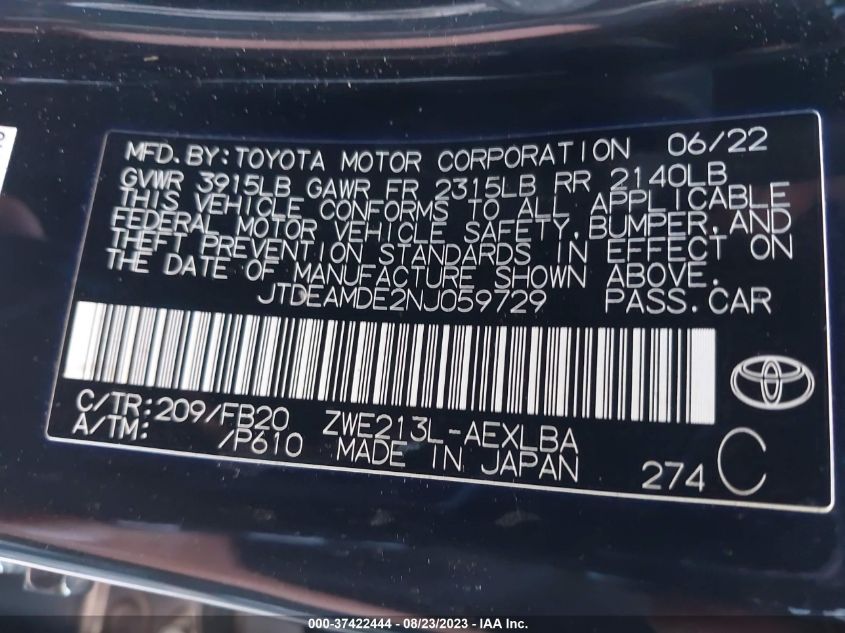 MFD.BY:TOYOTA MOTOR CORPORATION 06/22
GVWR 3915LB GAWR FR 2315LB RR 2140LB
THIS VEHICLE CONFORMS TO ALL APPLICABLE
FEDERAL MOTOR VEHICLE SAFETY,BUMPER,AND
THEFT PREVENTION STANDARDS IN EFFECT ON
THE DATE OF MANUFACTURE SHOWN ABOVE.
JTDEAMDE2NJ059729 PASS.CAR
C/TR:209/FB20 ZWE213L-AEXLBA
A/TM: /P610 MADE IN JAPAN
274 C
000-37422444 - 08/23/2023 - IAA Inc.